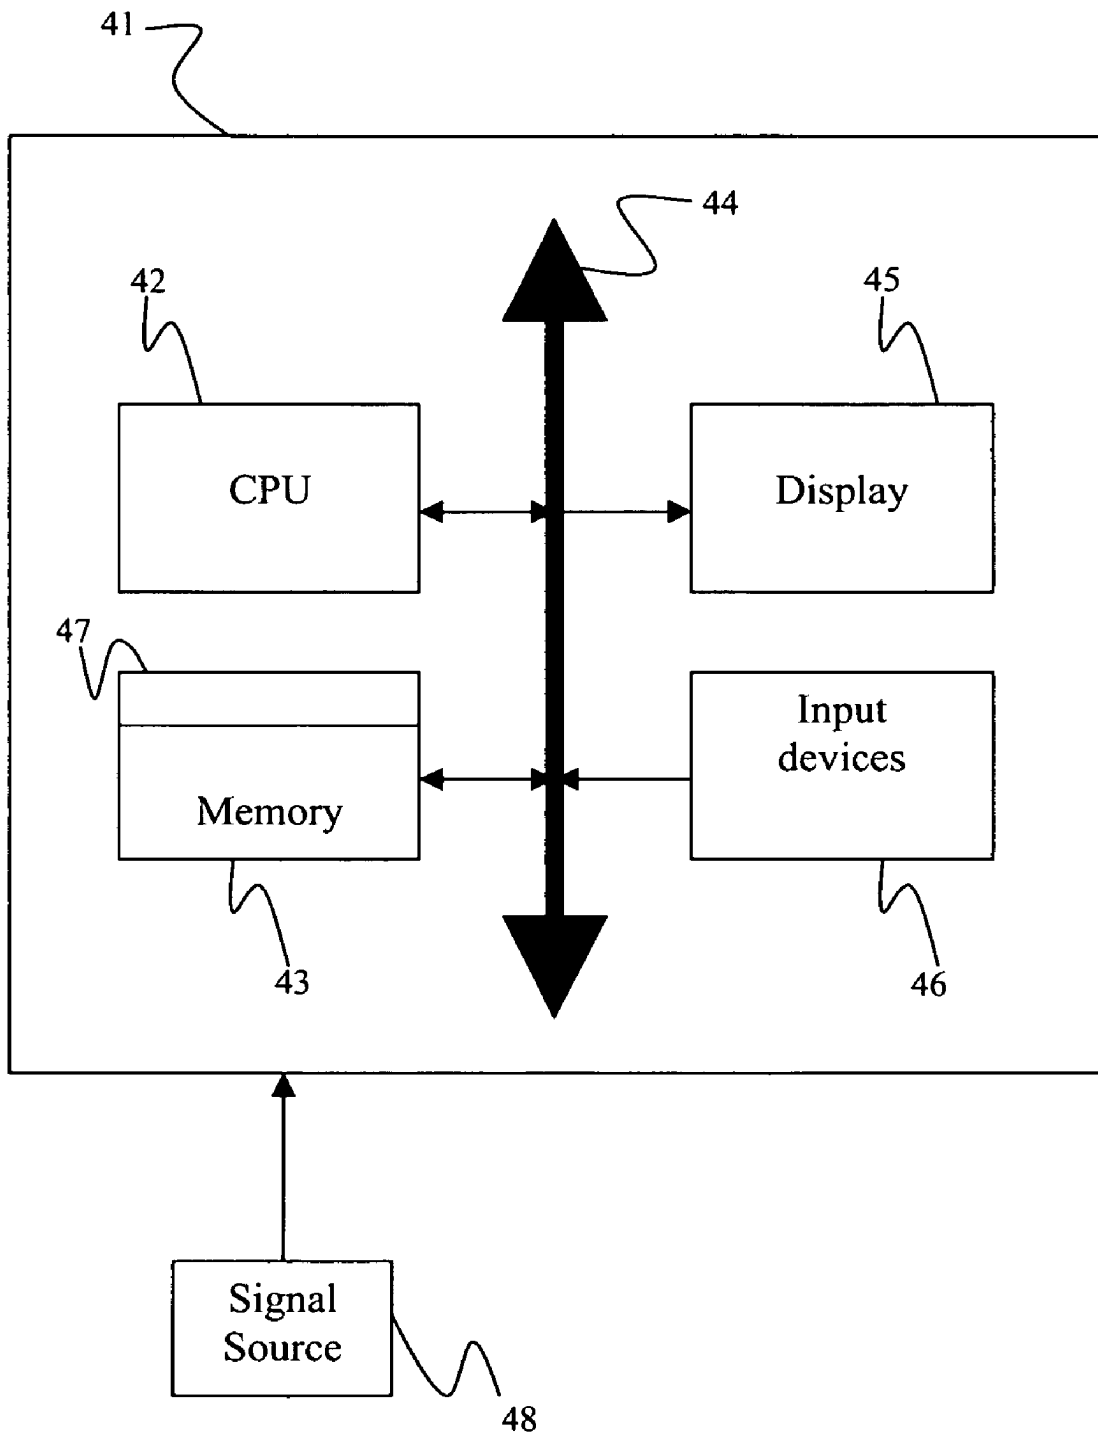 41
44
42
45
CPU
Display
47
Input
devices
Memory
43
46
Signal
Source
48